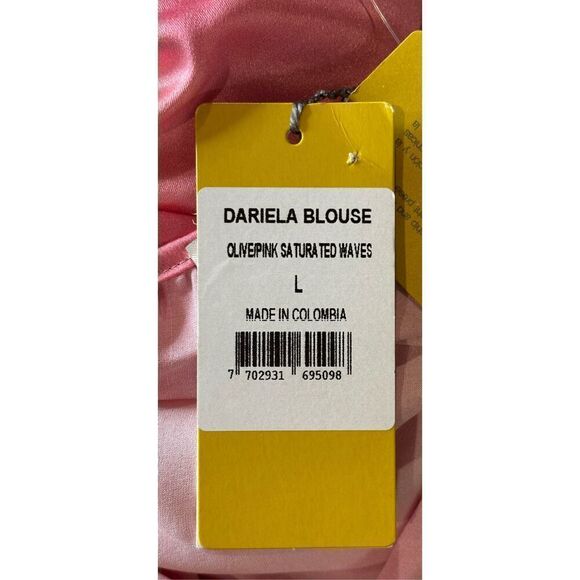 DARIELA BLOUSE
OLIVE/PINK SATURATED WAVES
L
MADE IN COLOMBIA
7 702931 695098